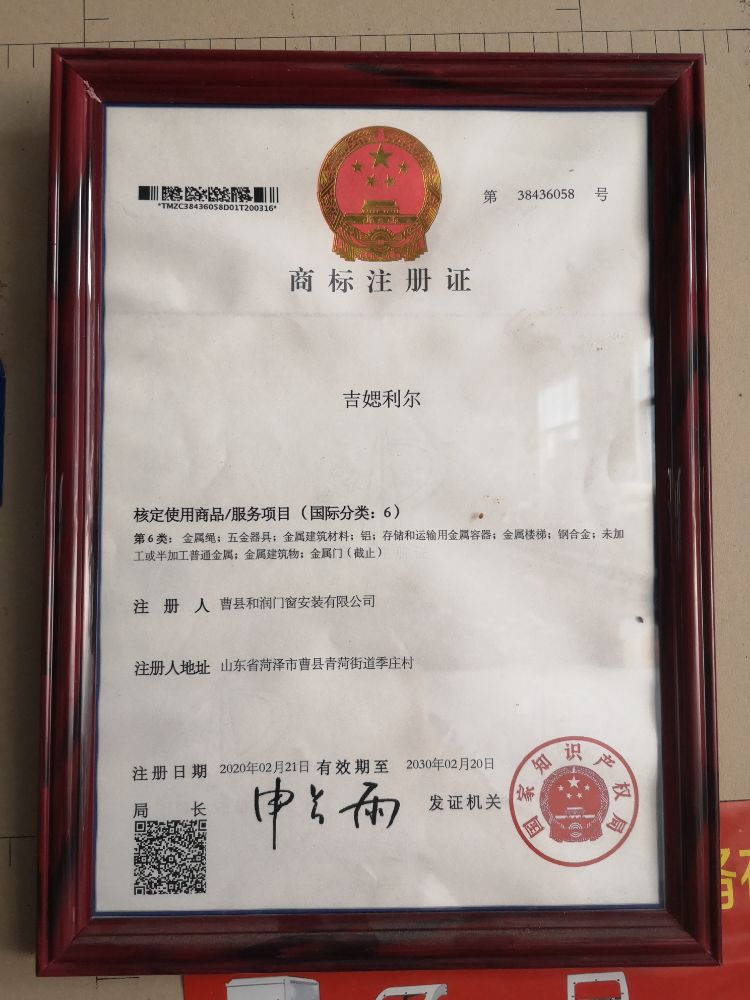 *TMZC38436058D01T200316*
第 38436058 号
商标注册证
吉媤利尔
核定使用商品/服务项目（国际分类：6）
第6类：金属绳；五金器具；金属建筑材料；铝；存储和运输用金属容器；金属楼梯；钢合金；未加
工或半加工普通金属；金属建筑物；金属门（截止）
注册人 曹县和润门窗安装有限公司
注册人地址 山东省菏泽市曹县青菏街道季庄村
注册日期 2020年02月21日 有效期至 2030年02月20日
局长 申长雨 发证机关
国家知识产权局